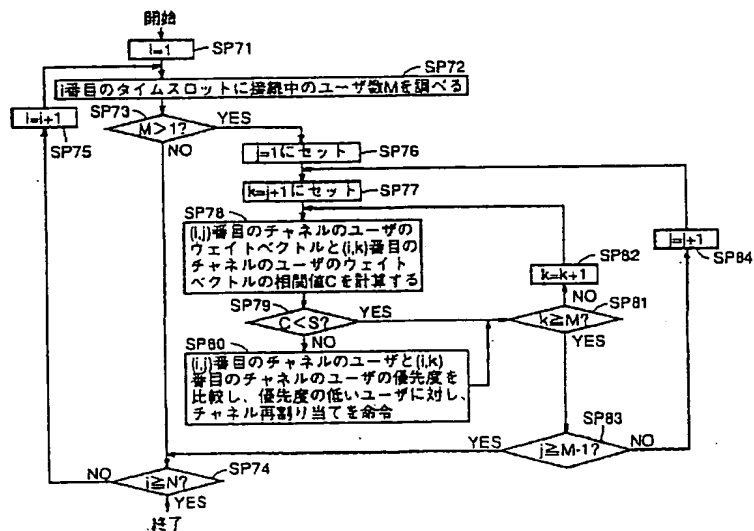 開始
i=1
SP71
SP72
i番目のタイムスロットに接続中のユーザ数Mを調べる
i=i+1
SP75
SP73
M>1?
YES
NO
j=1にセット
SP76
k=j+1にセット
SP77
SP78
(i,j)番目のチャネルのユーザの
ウェイトベクトルと(i,k)番目の
チャネルのユーザのウェイト
ベクトルの相関値Cを計算する
SP82
k=k+1
j=j+1
SP84
SP79
C<S?
YES
NO
NO
SP81
k≧M?
YES
SP80
(i,j)番目のチャネルのユーザと(i,k)
番目のチャネルのユーザの優先度を
比較し、優先度の低いユーザに対し、
チャネル再割り当てを命令
SP83
YES
j≧M-1?
NO
NO
SP74
i≧N?
YES
終了